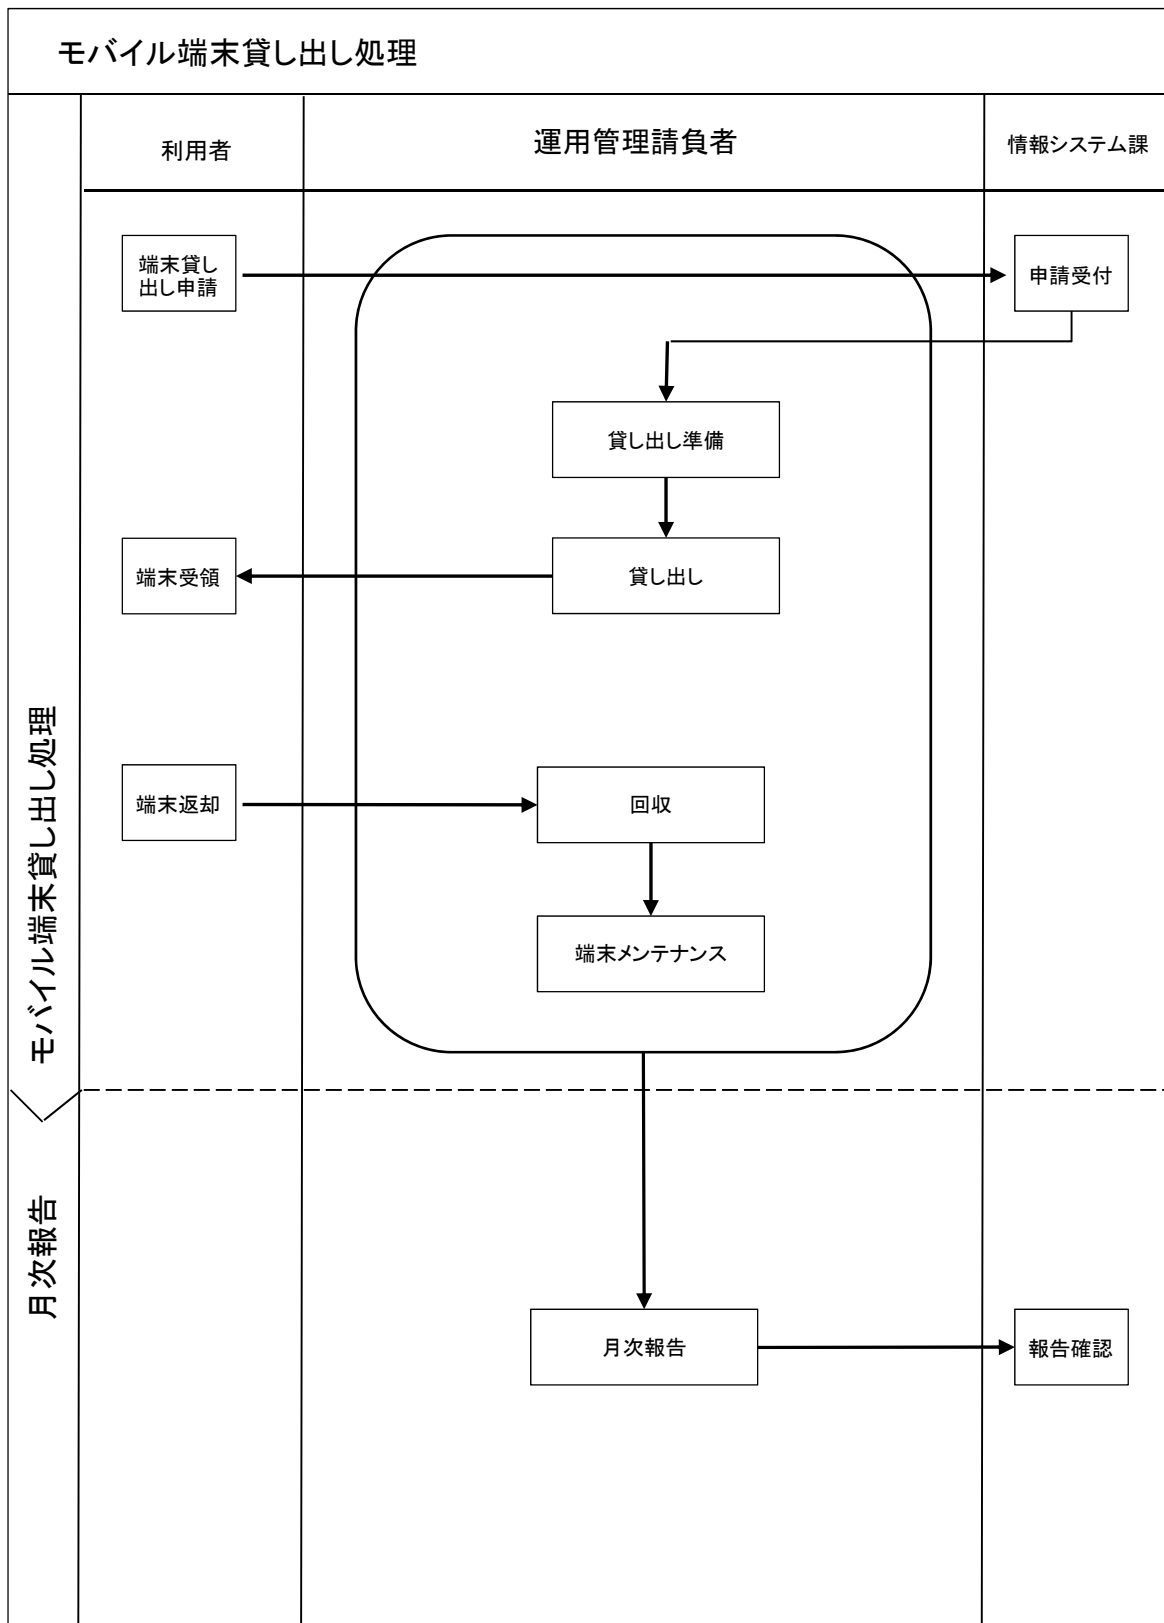 モバイル端末貸し出し処理
利用者
運用管理請負者
情報システム課
端末貸し
出し申請
申請受付
貸し出し準備
端末受領
貸し出し
モバイル端末貸し出し処理
端末返却
回収
端末メンテナンス
月次報告
月次報告
報告確認